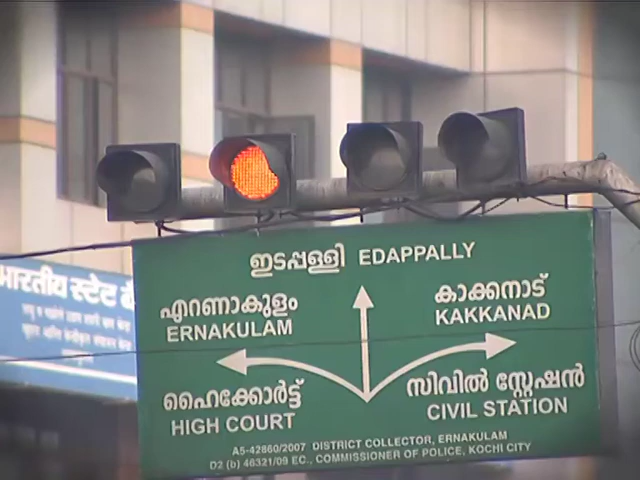 ഇടപ്പള്ളി EDAPPALLY
എറണാകുളം
ERNAKULAM
കാക്കനാട്
KAKKANAD
ഹൈക്കോർട്ട്
HIGH COURT
സിവിൽ സ്റ്റേഷൻ
CIVIL STATION
A5-42860/2007 DISTRICT COLLECTOR, ERNAKULAM
D2 (b) 46321/09 EC., COMMISSIONER OF POLICE, KOCHI CITY
भारतीय स्टेट